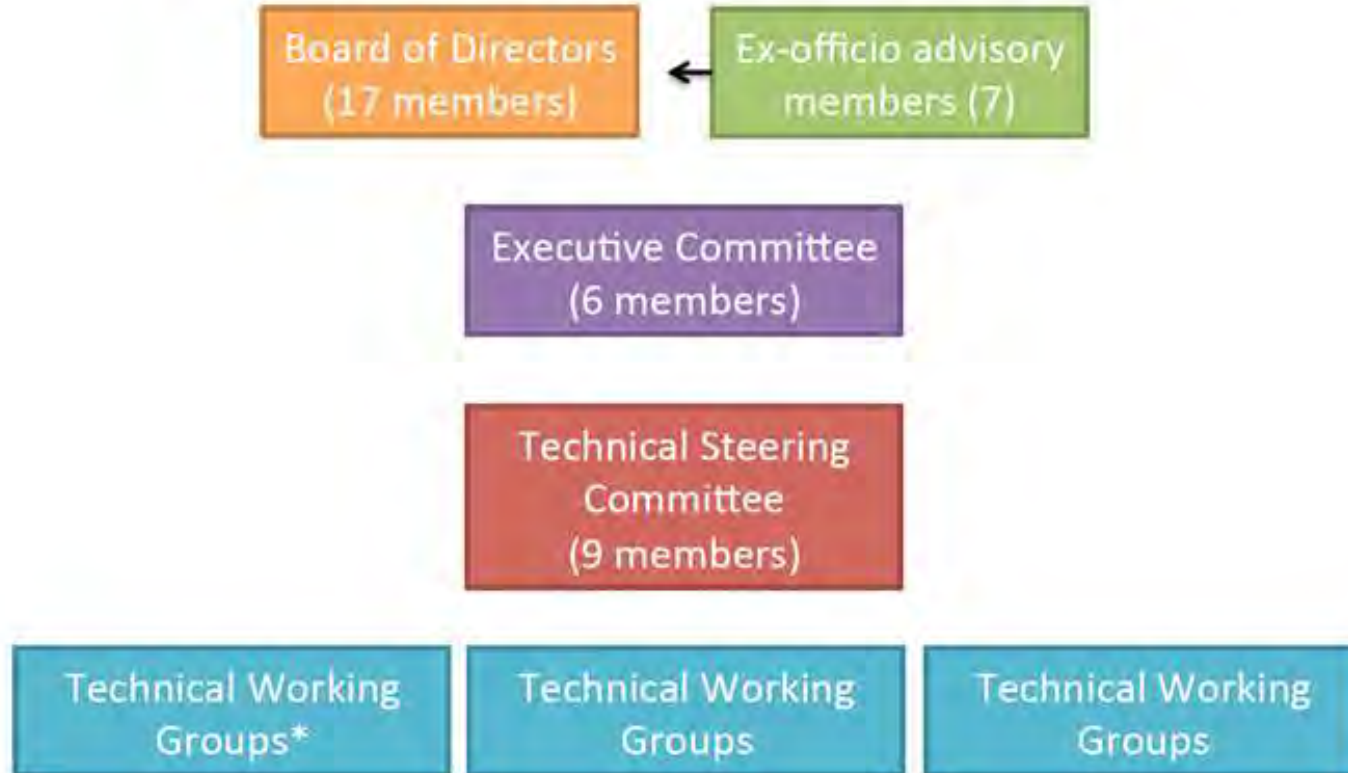 Board of Directors
(17 members)
Ex-officio advisory
members (7)
Executive Committee
(6 members)
Technical Steering
Committee
(9 members)
Technical Working
Groups*
Technical Working
Groups
Technical Working
Groups